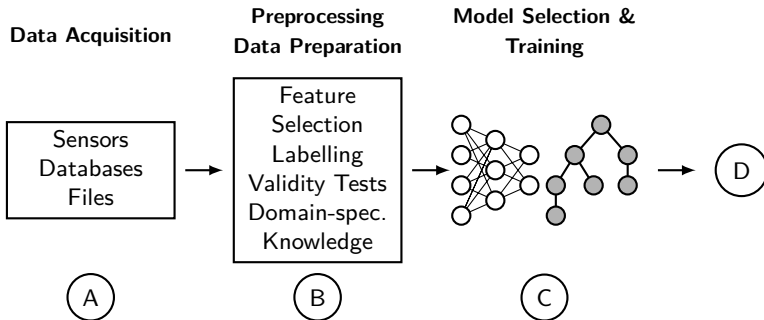 Data Acquisition
Preprocessing
Data Preparation
Model Selection &
Training
Sensors
Databases
Files
Feature
Selection
Labelling
Validity Tests
Domain-spec.
Knowledge
D
A
B
C